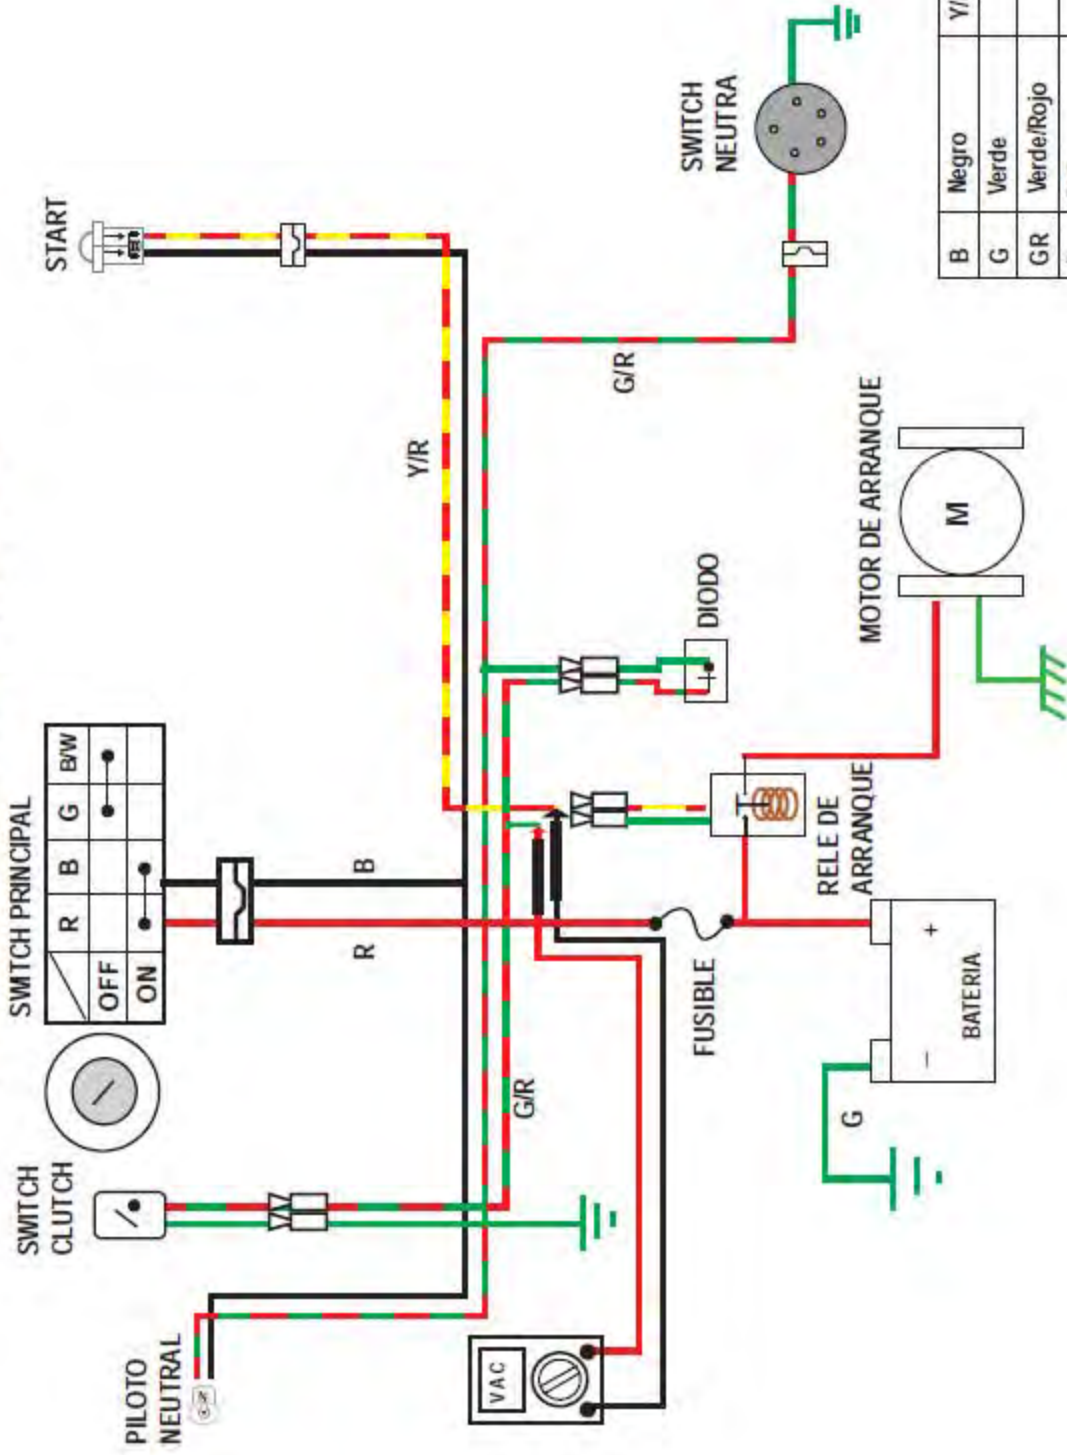 SWITCH PRINCIPAL
R B G B/W
OFF
ON
START
SWITCH
CLUTCH
PILOTO
NEUTRAL
Y/R
B
R
G/R
G/R
SWITCH
NEUTRA
DIODO
MOTOR DE ARRANQUE
M
RELE DE
ARRANQUE
FUSIBLE
BATERIA
+
−
G
VAC
B Negro Y/
G Verde
GR Verde/Rojo